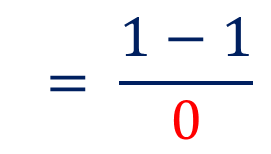 = (1 − 1)/0